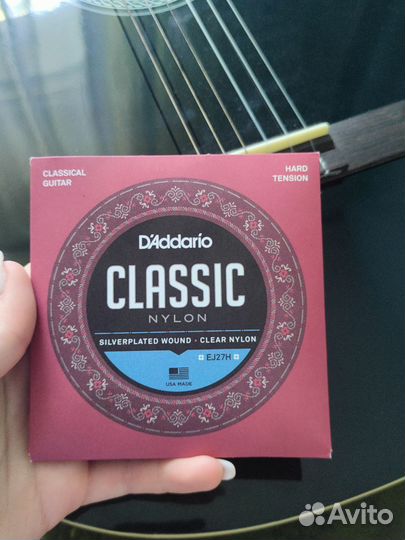 CLASSICAL
GUITAR
HARD
TENSION
D'Addario
CLASSIC
NYLON
SILVERPLATED WOUND · CLEAR NYLON
EJ27H
USA MADE
Avito